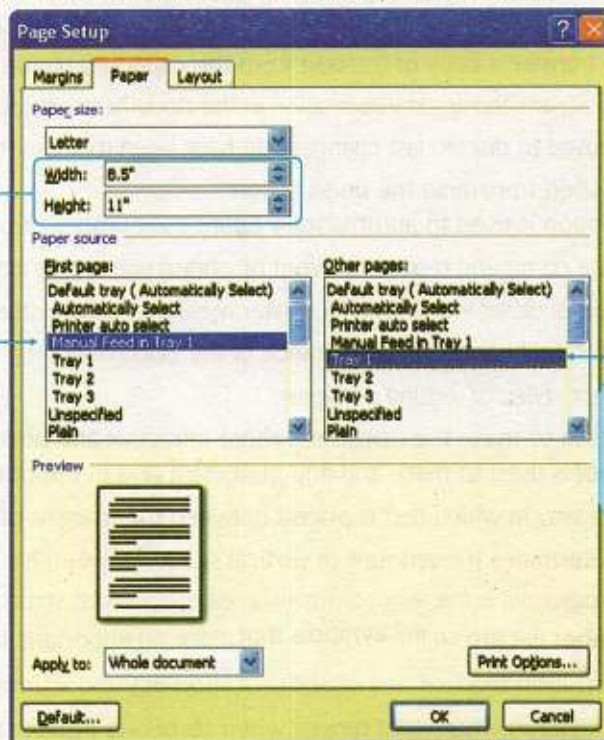 Page Setup
Margins Paper Layout
Paper size:
Letter
Width: 8.5"
Height: 11"
Paper source
First page:
Default tray ( Automatically Select)
Automatically Select
Printer auto select
Manual Feed in Tray 1
Tray 1
Tray 2
Tray 3
Unspecified
Plain
Other pages:
Default tray ( Automatically Select)
Automatically Select
Printer auto select
Manual Feed in Tray 1
Tray 1
Tray 2
Tray 3
Unspecified
Plain
Preview
Apply to: Whole document
Print Options...
Default... OK Cancel